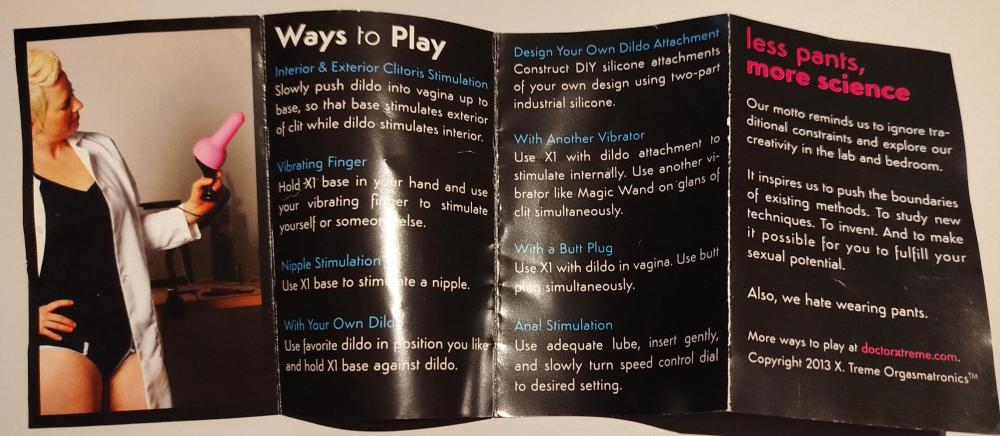 Ways to Play
Interior & Exterior Clitoris Stimulation
Slowly push dildo into vagina up to
base, so that base stimulates exterior
of clit while dildo stimulates interior.
Vibrating Finger
Hold X1 base in your hand and use
your vibrating finger to stimulate
yourself or someone else.
Nipple Stimulation
Use X1 base to stimulate a nipple.
With Your Own Dildo
Use favorite dildo in position you like
and hold X1 base against dildo.
Design Your Own Dildo Attachment
Construct DIY silicone attachments
of your own design using two-part
industrial silicone.
With Another Vibrator
Use X1 with dildo attachment to
stimulate internally. Use another vi-
brator like Magic Wand on glans of
clit simultaneously.
With a Butt Plug
Use X1 with dildo in vagina. Use butt
plug simultaneously.
Anal Stimulation
Use adequate lube, insert gently,
and slowly turn speed control dial
to desired setting.
less pants,
more science
Our motto reminds us to ignore tra-
ditional constraints and explore our
creativity in the lab and bedroom.
It inspires us to push the boundaries
of existing methods. To study new
techniques. To invent. And to make
it possible for you to fulfill your
sexual potential.
Also, we hate wearing pants.
More ways to play at doctorxtreme.com.
Copyright 2013 X. Treme Orgasmatronics™